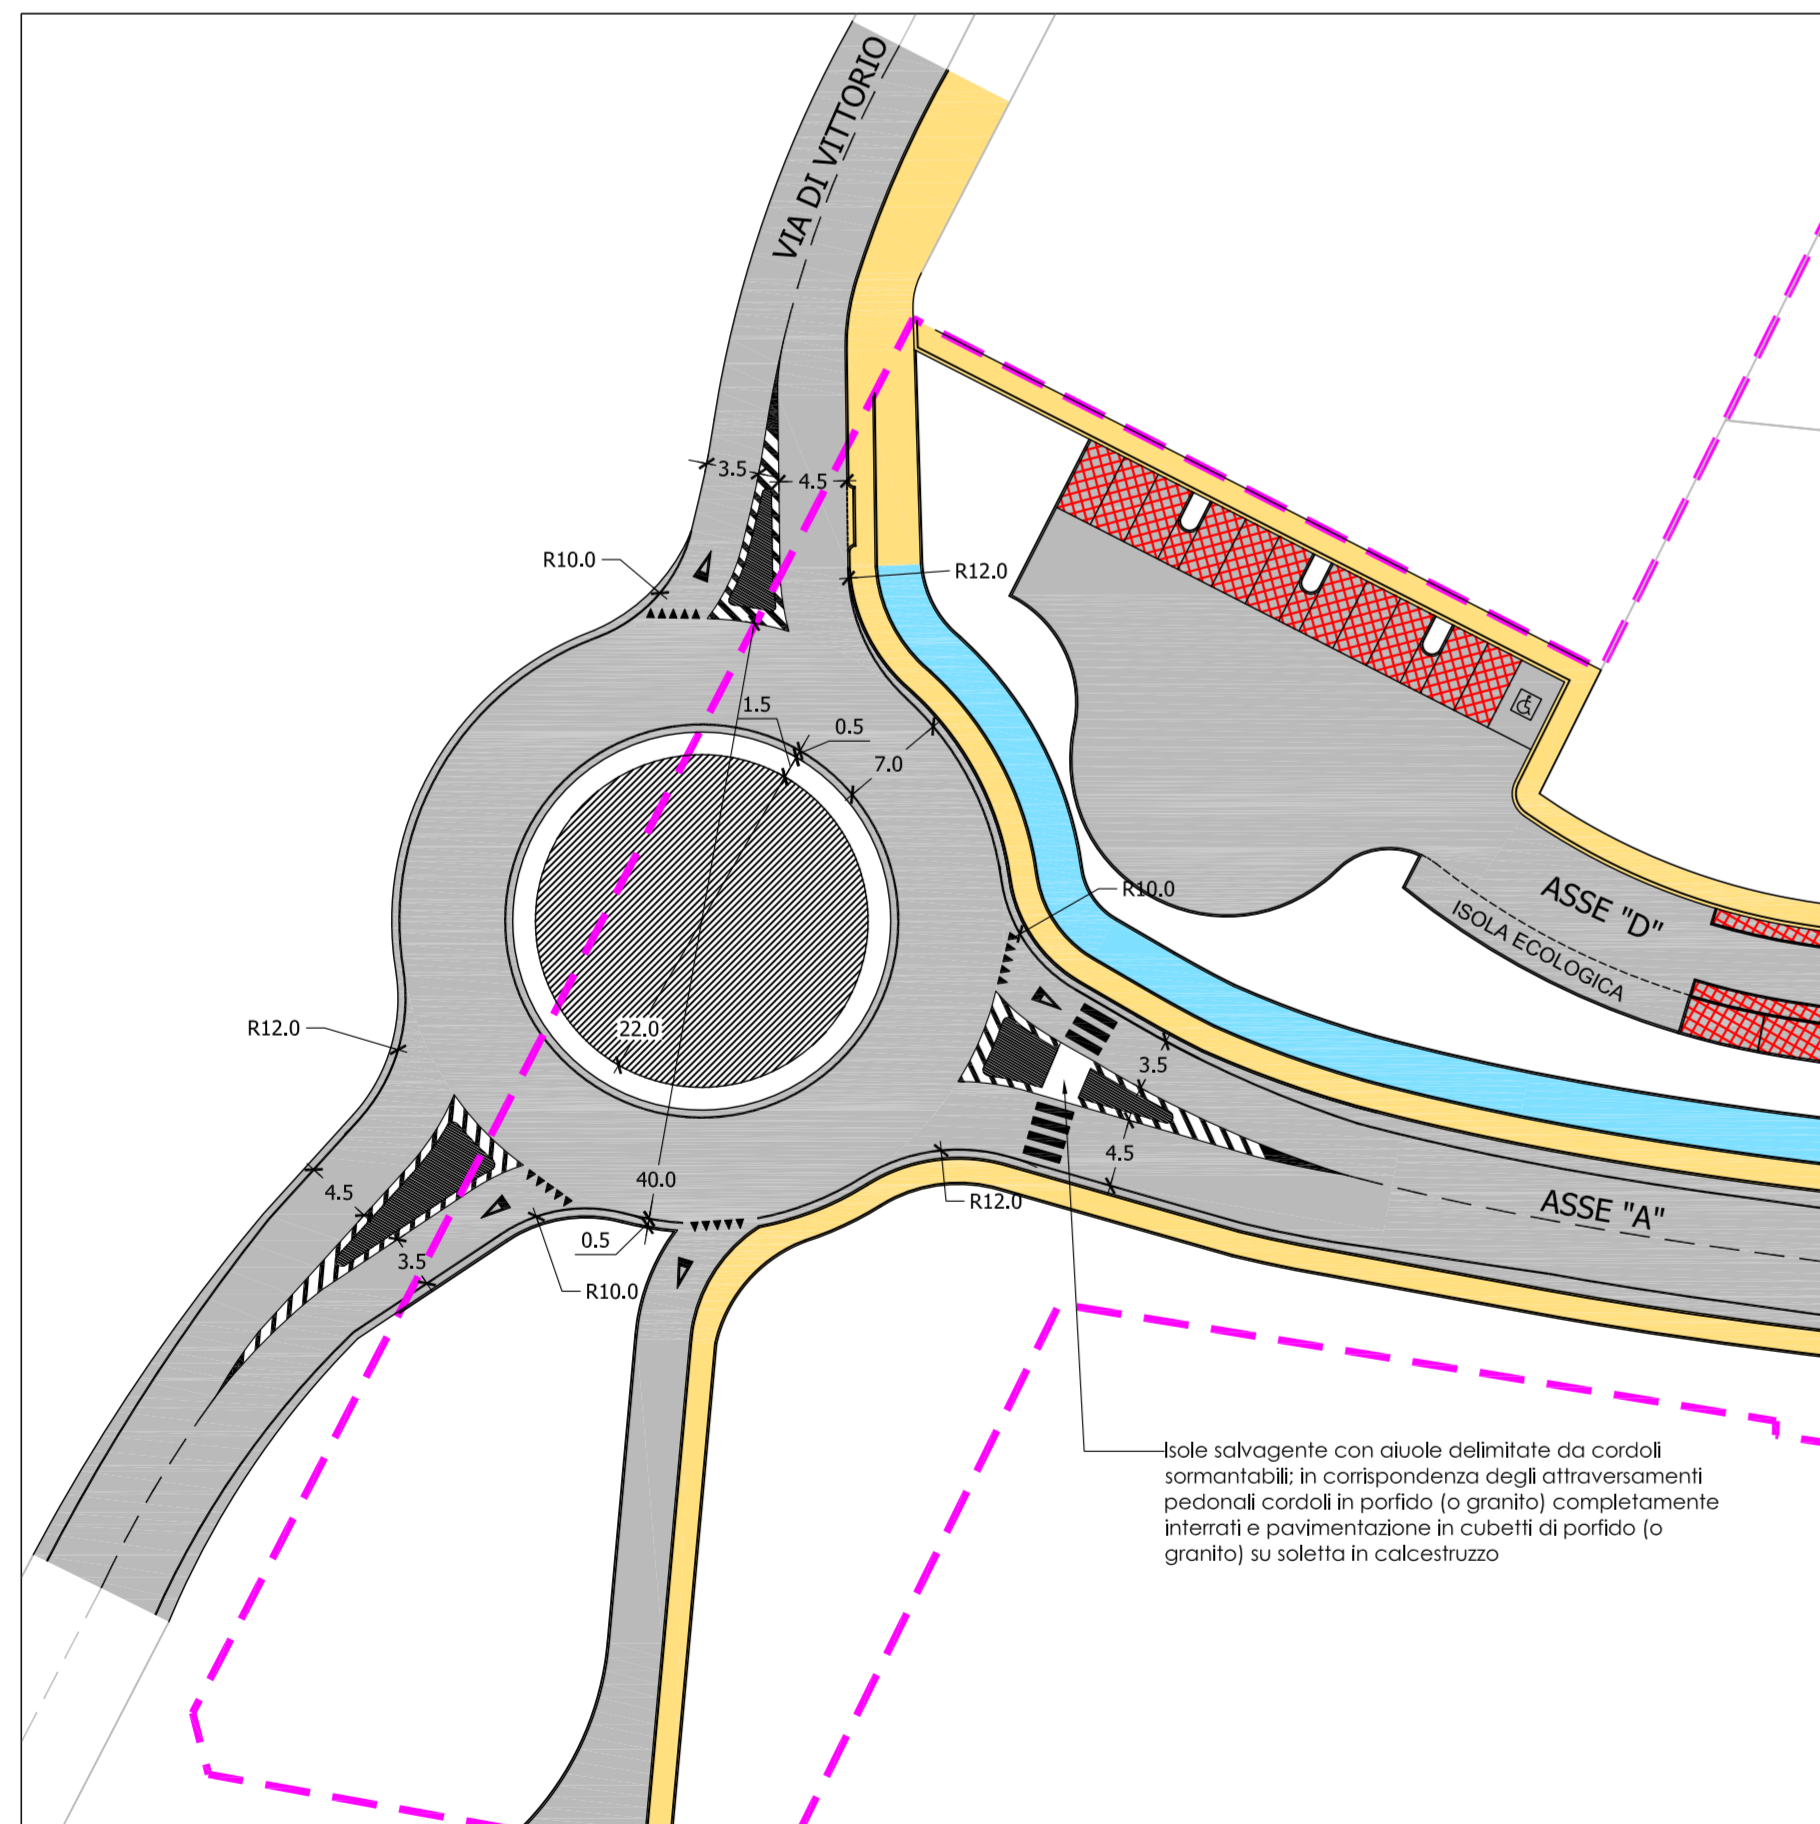 VIA DI VITTORIO
3.5
4.5
R10.0
R12.0
1.5
0.5
7.0
R10.0
ASSE "D"
ISOLA ECOLOGICA
22.0
R12.0
3.5
4.5
4.5
40.0
R12.0
ASSE "A"
0.5
3.5
R10.0
Isole salvagente con aiuole delimitate da cordoli
sormantabili; in corrispondenza degli attraversamenti
pedonali cordoli in porfido (o granito) completamente
interrati e pavimentazione in cubetti di porfido (o
granito) su soletta in calcestruzzo